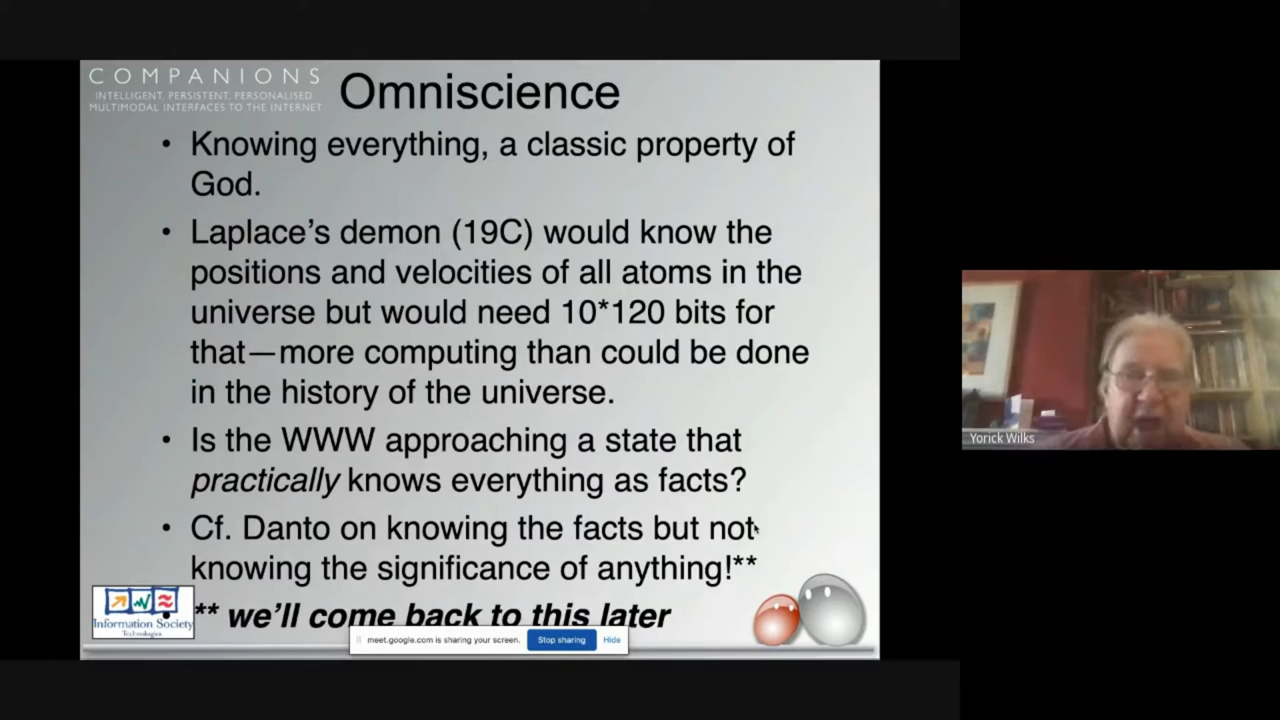 COMPANIONS
INTELLIGENT, PERSISTENT, PERSONALISED
MULTIMODAL INTERFACES TO THE INTERNET
Omniscience
• Knowing everything, a classic property of
God.
• Laplace's demon (19C) would know the
positions and velocities of all atoms in the
universe but would need 10*120 bits for
that—more computing than could be done
in the history of the universe.
• Is the WWW approaching a state that
practically knows everything as facts?
• Cf. Danto on knowing the facts but not
knowing the significance of anything!**
• ** we'll come back to this later
Information Society
Technologies
meet.google.com is sharing your screen. Stop sharing Hide
Yorick Wilks